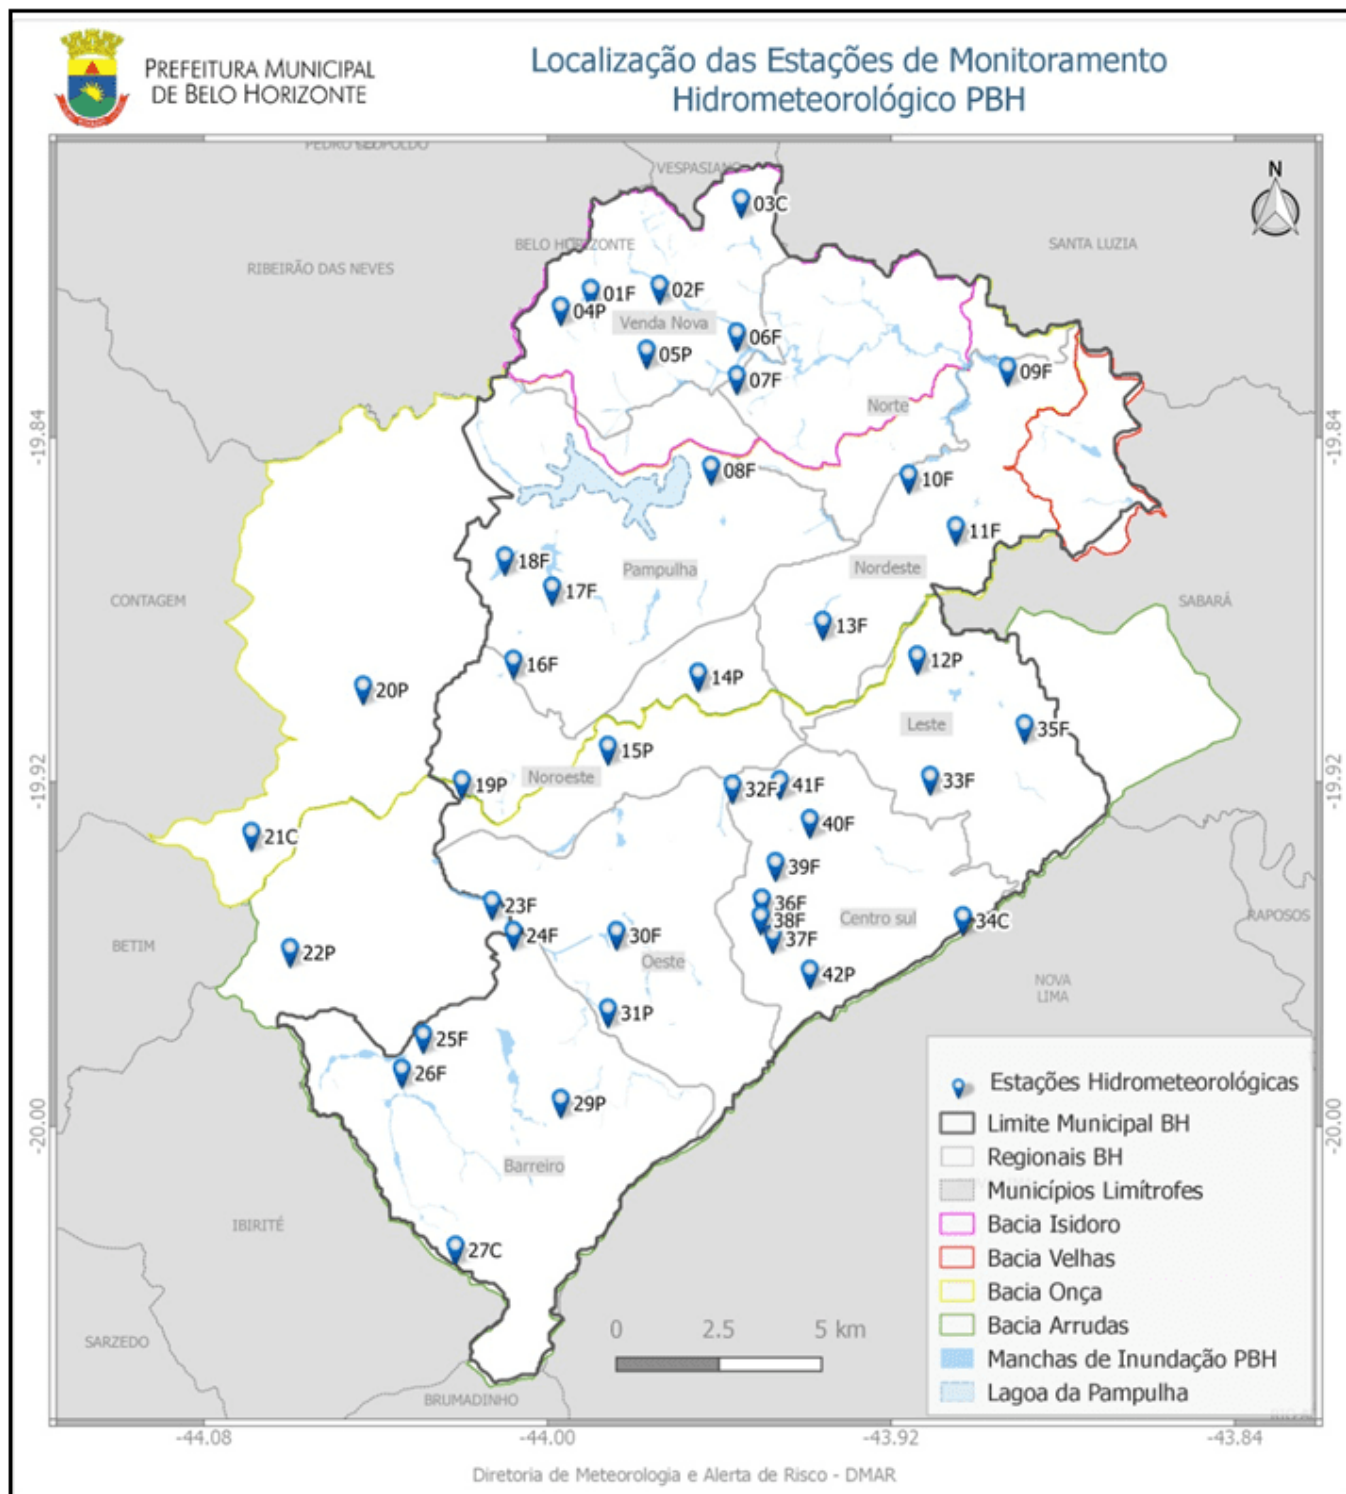 PREFEITURA MUNICIPAL
DE BELO HORIZONTE
Localização das Estações de Monitoramento
Hidrometeorológico PBH
VESPASIANO
N
03C
BELO HORIZONTE
SANTA LUZIA
RIBEIRÃO DAS NEVES
01F
02F
04P
Venda Nova
06F
05P
07F
09F
Norte
-19.84
-19.84
08F
10F
11F
18F
Pampulha
Nordeste
17F
CONTAGEM
SABARÁ
13F
16F
12P
14P
20P
Leste
35F
15P
19P
Noroeste
32F
41F
33F
-19.92
-19.92
40F
21C
39F
36F
23F
38F
Centro sul
34C
RAPOSOS
24F
30F
37F
BETIM
22P
Oeste
42P
NOVA
LIMA
31P
25F
26F
29P
-20.00
-20.00
Barreiro
IBIRITÉ
27C
SARZEDO
BRUMADINHO
0 2.5 5 km
Estações Hidrometeorológicas
Limite Municipal BH
Regionais BH
Municípios Limítrofes
Bacia Isidoro
Bacia Velhas
Bacia Onça
Bacia Arrudas
Manchas de Inundação PBH
Lagoa da Pampulha
-44.08
-44.00
-43.92
-43.84
Diretoria de Meteorologia e Alerta de Risco - DMAR